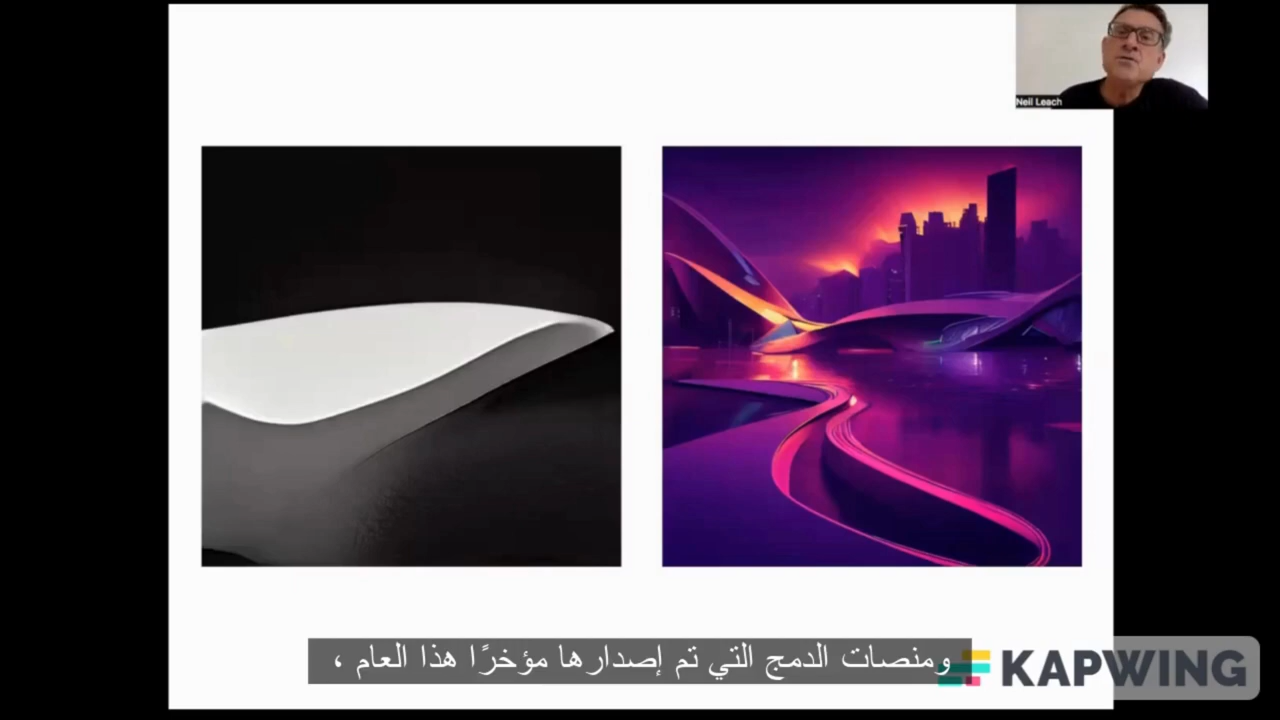 Neil Leach
ومنصات الدمج التي تم إصدارها مؤخرًا هذا العام ،
KAPWING